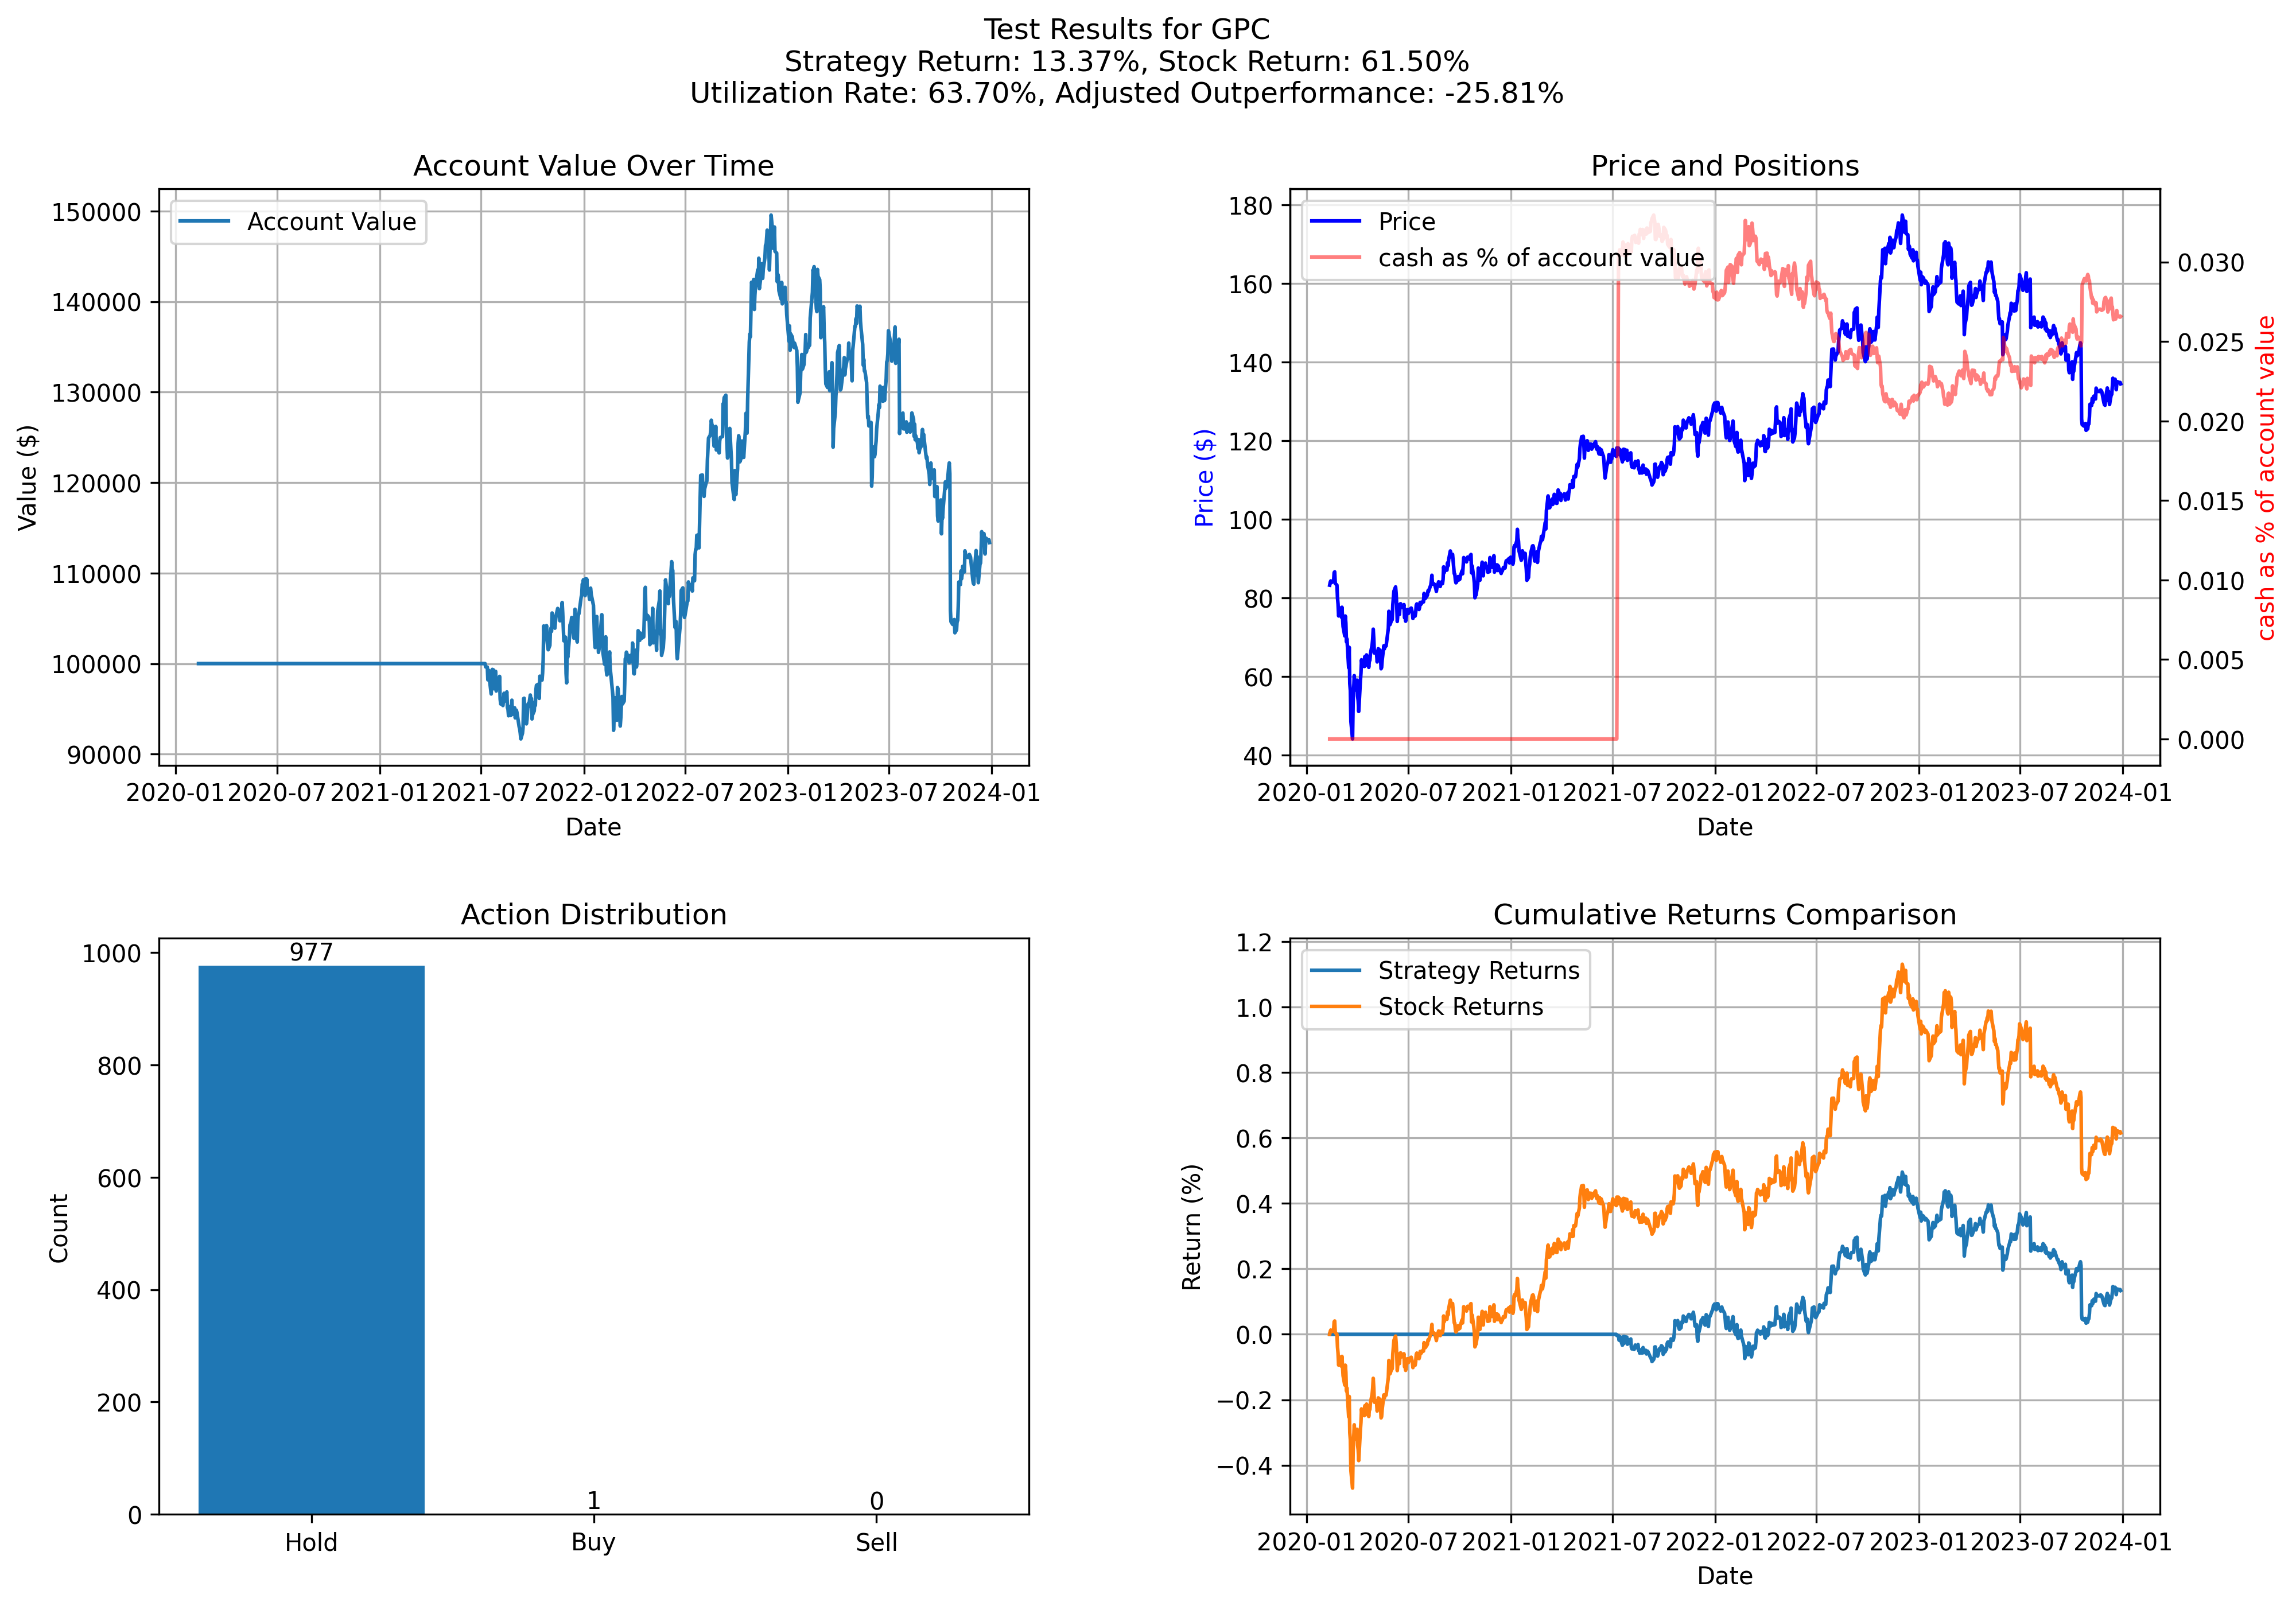 Test Results for GPC
Strategy Return: 13.37%, Stock Return: 61.50%
Utilization Rate: 63.70%, Adjusted Outperformance: -25.81%
Account Value Over Time
Account Value
150000
140000
130000
120000
110000
100000
90000
Value ($)
2020-01 2020-07 2021-01 2021-07 2022-01 2022-07 2023-01 2023-07 2024-01
Date
Price and Positions
Price
cash as % of account value
180
160
140
120
100
80
60
40
Price ($)
0.030
0.025
0.020
0.015
0.010
0.005
0.000
cash as % of account value
2020-01 2020-07 2021-01 2021-07 2022-01 2022-07 2023-01 2023-07 2024-01
Date
Action Distribution
1000
800
600
400
200
0
Count
977
1
0
Hold Buy Sell
Cumulative Returns Comparison
Strategy Returns
Stock Returns
1.2
1.0
0.8
0.6
0.4
0.2
0.0
−0.2
−0.4
Return (%)
2020-01 2020-07 2021-01 2021-07 2022-01 2022-07 2023-01 2023-07 2024-01
Date